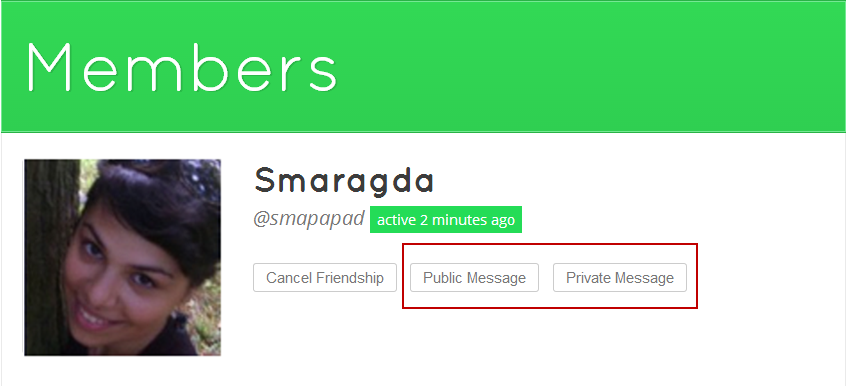 Members
Smaragda
@smapapad active 2 minutes ago
Cancel Friendship Public Message Private Message